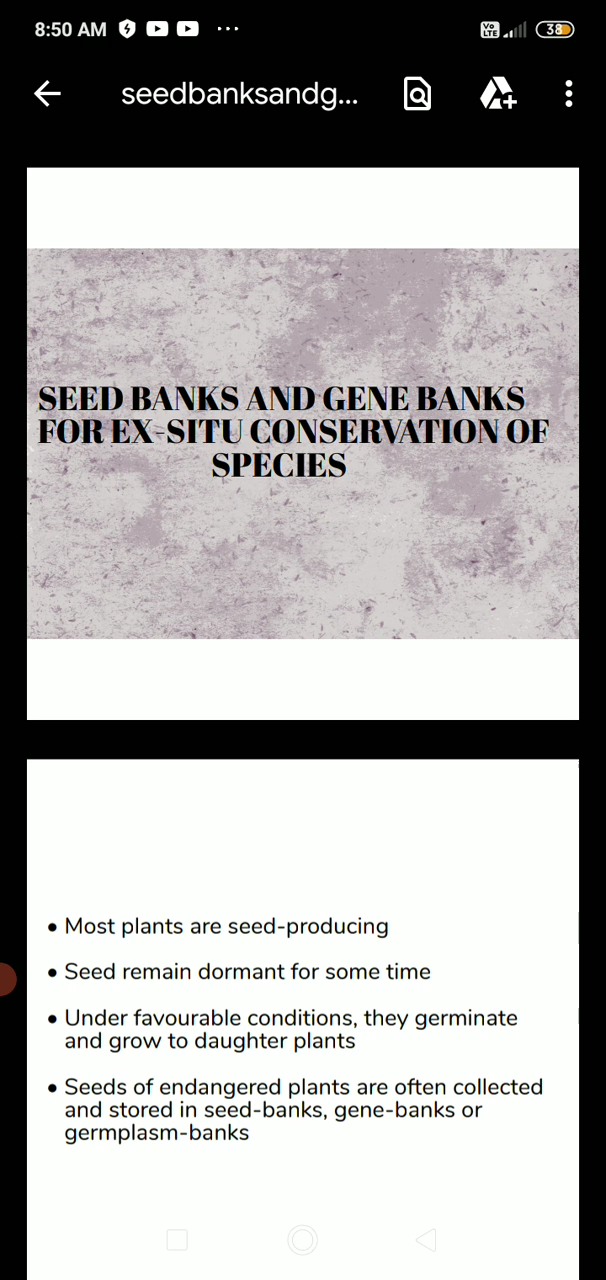 8:50 AM
Vo LTE
38
seedbanksandg...
SEED BANKS AND GENE BANKS
FOR EX-SITU CONSERVATION OF
SPECIES
• Most plants are seed-producing
• Seed remain dormant for some time
• Under favourable conditions, they germinate
and grow to daughter plants
• Seeds of endangered plants are often collected
and stored in seed-banks, gene-banks or
germplasm-banks